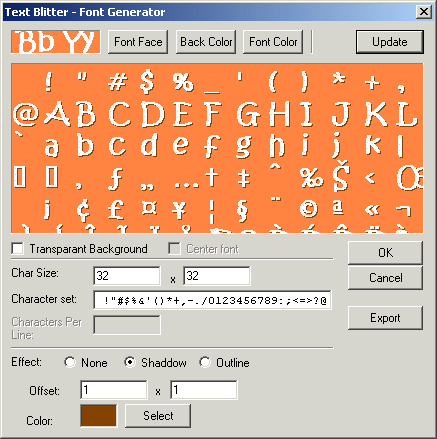 Text Blitter - Font Generator
Bb Yy Font Face Back Color Font Color Update
! " # $ % _ ' ( ) * + ,
@ A B C D E F G H I J K L
` a b c d e f g h i j k l
‚ ƒ „ … † ‡ ˆ ‰ Š ‹ Œ
¡ ¢ £ ¤ ¥ ¦ § ¨ © ª « ¬
Transparant Background Center font OK
Char Size: 32 x 32 Cancel
Character set: !"#$%&'()*+,-./0123456789:;<=>?@
Characters Per Line: Export
Effect: None Shaddow Outline
Offset: 1 x 1
Color: Select